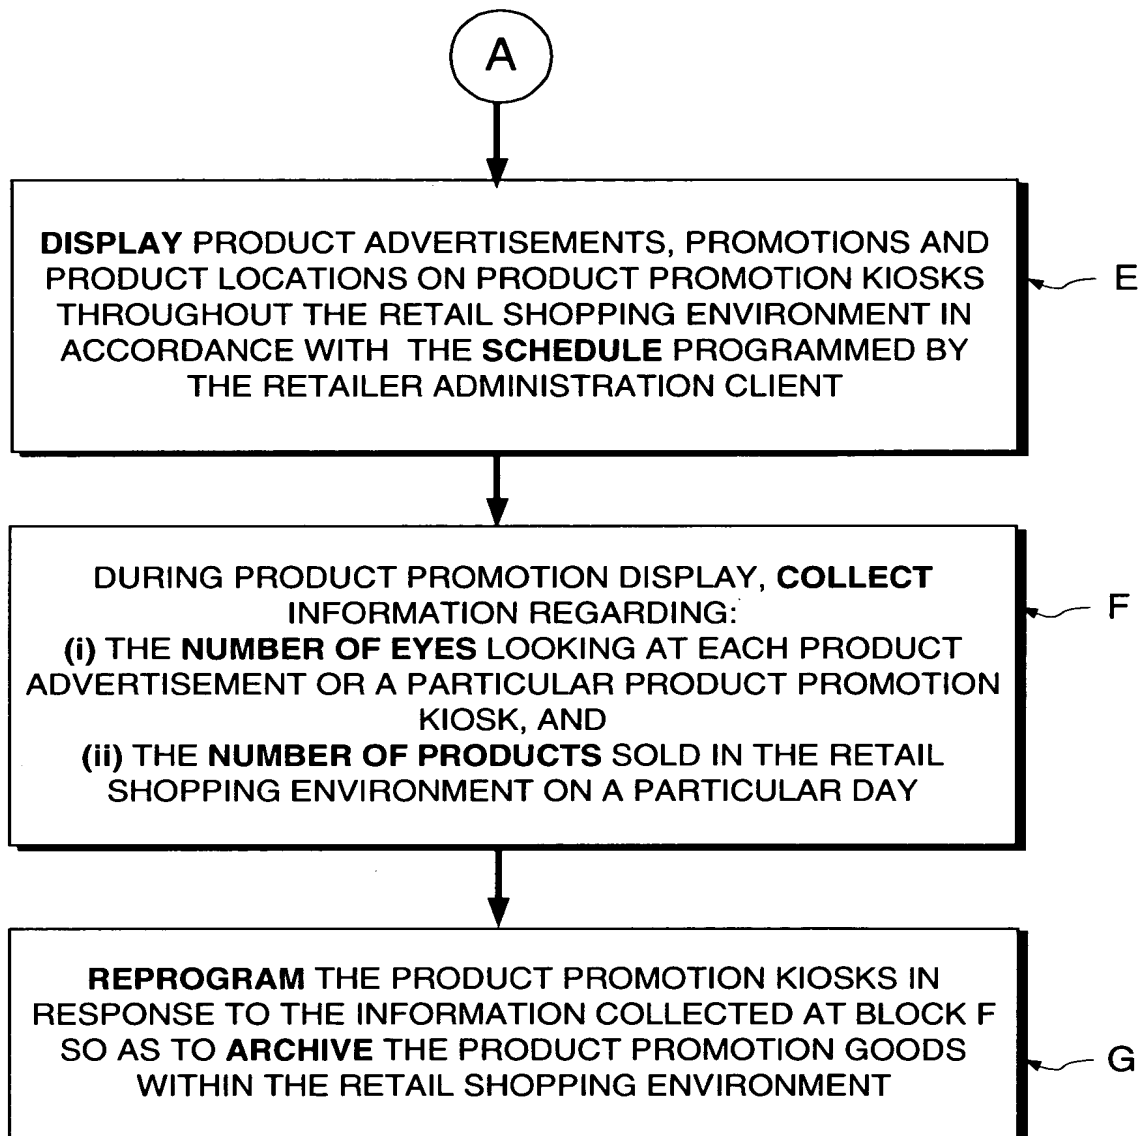 A
DISPLAY PRODUCT ADVERTISEMENTS, PROMOTIONS AND
PRODUCT LOCATIONS ON PRODUCT PROMOTION KIOSKS
THROUGHOUT THE RETAIL SHOPPING ENVIRONMENT IN
ACCORDANCE WITH THE SCHEDULE PROGRAMMED BY
THE RETAILER ADMINISTRATION CLIENT
E
DURING PRODUCT PROMOTION DISPLAY, COLLECT
INFORMATION REGARDING:
(i) THE NUMBER OF EYES LOOKING AT EACH PRODUCT
ADVERTISEMENT OR A PARTICULAR PRODUCT PROMOTION
KIOSK, AND
(ii) THE NUMBER OF PRODUCTS SOLD IN THE RETAIL
SHOPPING ENVIRONMENT ON A PARTICULAR DAY
F
REPROGRAM THE PRODUCT PROMOTION KIOSKS IN
RESPONSE TO THE INFORMATION COLLECTED AT BLOCK F
SO AS TO ARCHIVE THE PRODUCT PROMOTION GOODS
WITHIN THE RETAIL SHOPPING ENVIRONMENT
G